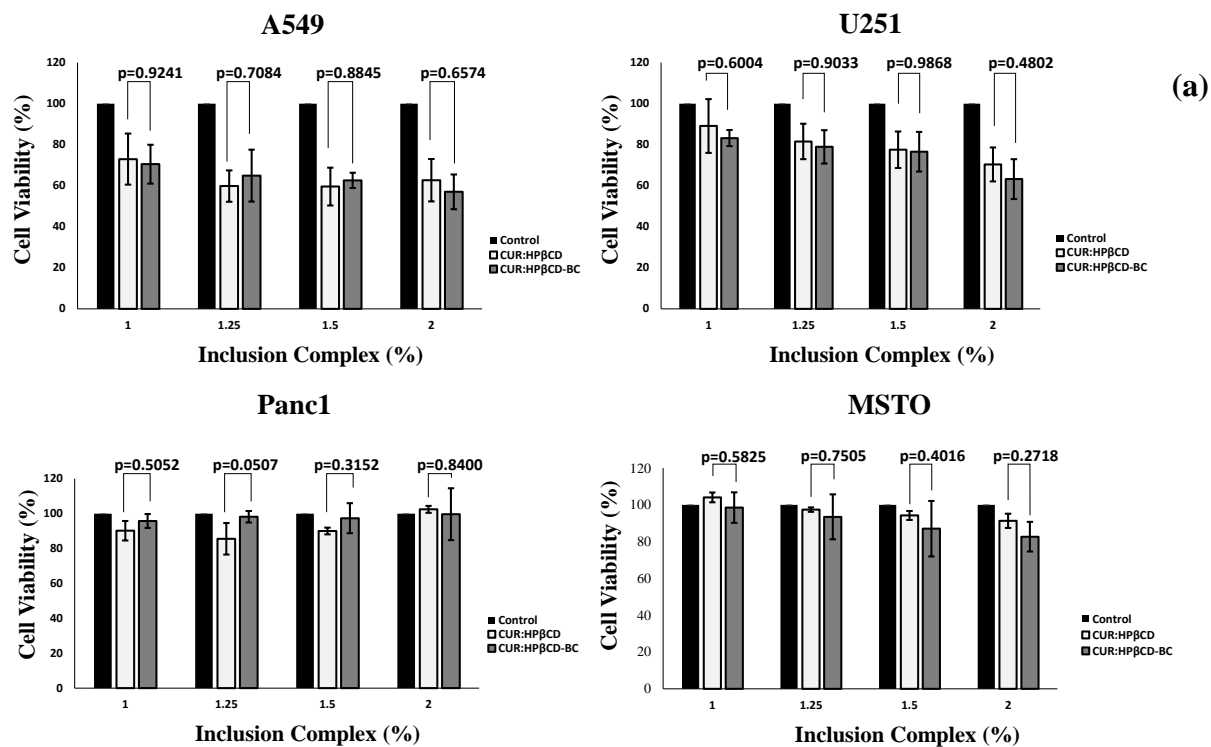 A549
p=0.9241 p=0.7084 p=0.8845 p=0.6574
120
100
80
60
40
20
0
Cell Viability (%)
1 1.25 1.5 2
Inclusion Complex (%)
Control
CUR:HPβCD
CUR:HPβCD-BC
U251
(a)
p=0.6004 p=0.9033 p=0.9868 p=0.4802
120
100
80
60
40
20
0
Cell Viability (%)
1 1.25 1.5 2
Inclusion Complex (%)
Control
CUR:HPβCD
CUR:HPβCD-BC
Panc1
p=0.5052 p=0.0507 p=0.3152 p=0.8400
120
100
80
60
40
20
0
Cell Viability (%)
1 1.25 1.5 2
Inclusion Complex (%)
Control
CUR:HPβCD
CUR:HPβCD-BC
MSTO
p=0.5825 p=0.7505 p=0.4016 p=0.2718
120
100
80
60
40
20
0
Cell Viability (%)
1 1.25 1.5 2
Inclusion Complex (%)
Control
CUR:HPβCD
CUR:HPβCD-BC